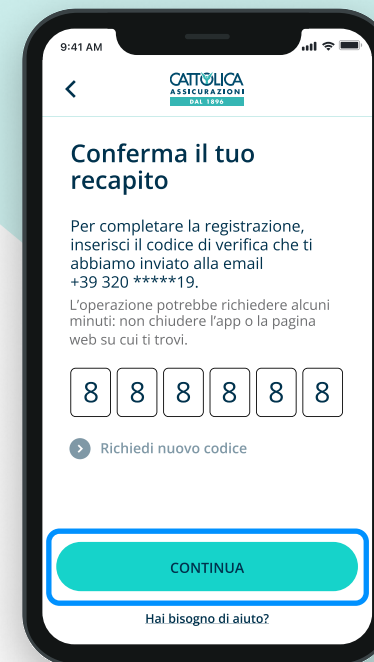 9:41 AM
CATTOLICA
ASSICURAZIONI
DAL 1896
Conferma il tuo
recapito
Per completare la registrazione,
inserisci il codice di verifica che ti
abbiamo inviato alla email
+39 320 *****19.
L'operazione potrebbe richiedere alcuni
minuti: non chiudere l'app o la pagina
web su cui ti trovi.
8 8 8 8 8 8
Richiedi nuovo codice
CONTINUA
Hai bisogno di aiuto?